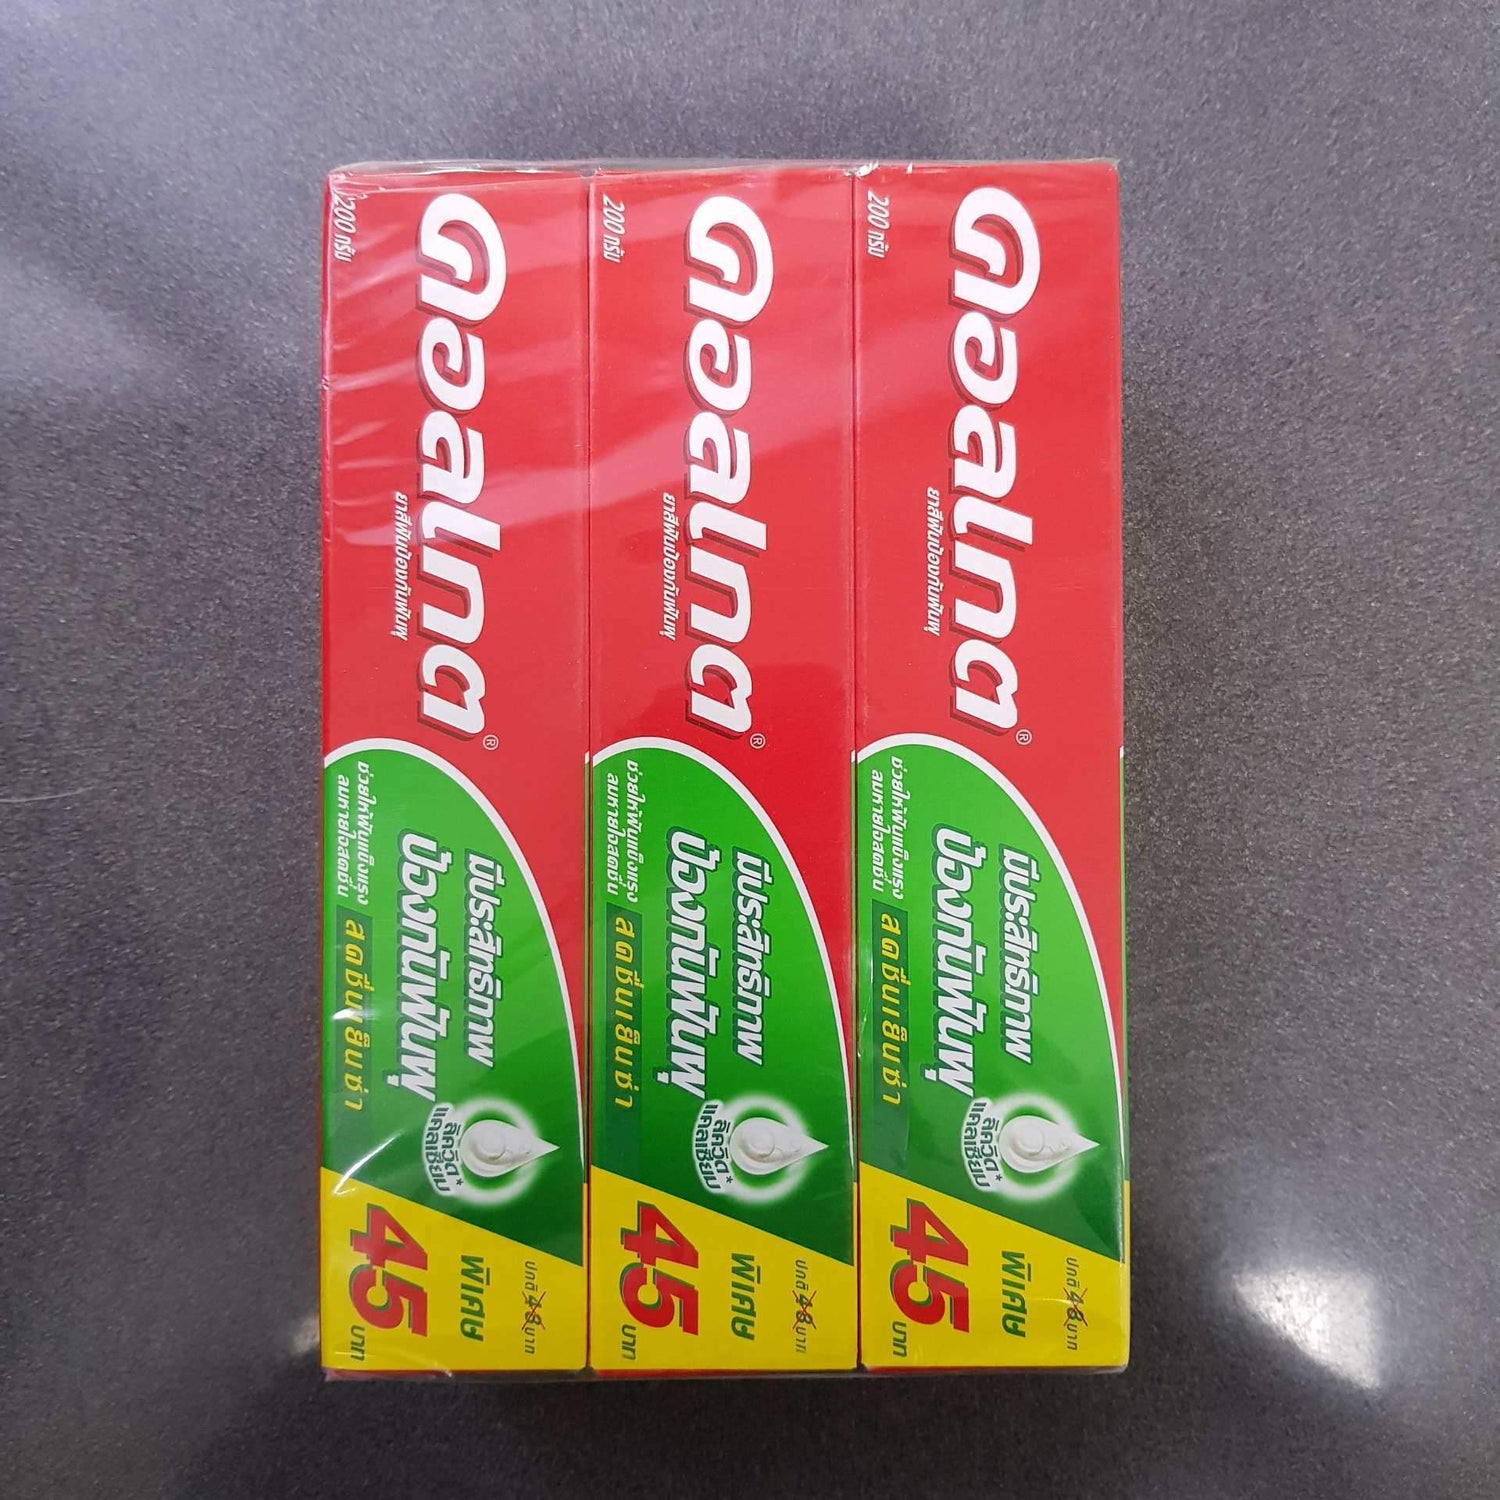 คอลเกต®
ยาสีฟันป้องกันฟันผุ
200 กรัม
มีประสิทธิภาพ
ป้องกันฟันผุ
ช่วยให้ฟันแข็งแรง
ลมหายใจสดชื่น
สดชื่นเย็นซ่า
ลิควิด*
แคลเซียม
ปกติ 48 บาท
พิเศษ
45 บาท
คอลเกต®
ยาสีฟันป้องกันฟันผุ
200 กรัม
มีประสิทธิภาพ
ป้องกันฟันผุ
ช่วยให้ฟันแข็งแรง
ลมหายใจสดชื่น
สดชื่นเย็นซ่า
ลิควิด*
แคลเซียม
ปกติ 48 บาท
พิเศษ
45 บาท
คอลเกต®
ยาสีฟันป้องกันฟันผุ
200 กรัม
มีประสิทธิภาพ
ป้องกันฟันผุ
ช่วยให้ฟันแข็งแรง
ลมหายใจสดชื่น
สดชื่นเย็นซ่า
ลิควิด*
แคลเซียม
ปกติ 48 บาท
พิเศษ
45 บาท